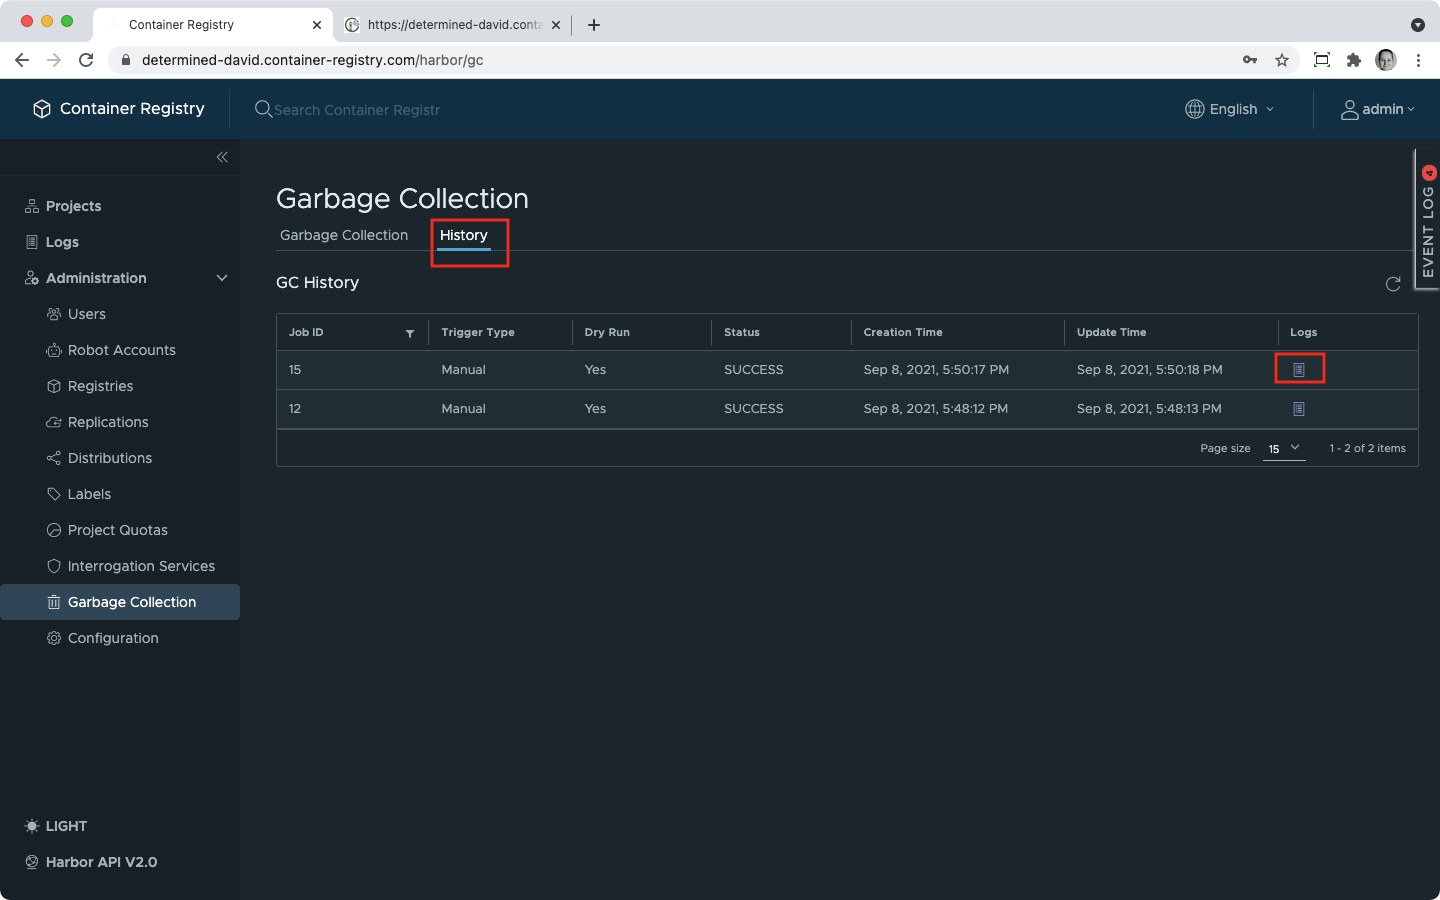 Container Registry
https://determined-david.conta
determined-david.container-registry.com/harbor/gc
Container Registry
Search Container Registr
English
admin
EVENT LOG 4
Projects
Logs
Administration
Users
Robot Accounts
Registries
Replications
Distributions
Labels
Project Quotas
Interrogation Services
Garbage Collection
Configuration
LIGHT
Harbor API V2.0
Garbage Collection
Garbage Collection History
GC History
Job ID Trigger Type Dry Run Status Creation Time Update Time Logs
15 Manual Yes SUCCESS Sep 8, 2021, 5:50:17 PM Sep 8, 2021, 5:50:18 PM
12 Manual Yes SUCCESS Sep 8, 2021, 5:48:12 PM Sep 8, 2021, 5:48:13 PM
Page size 15 1 - 2 of 2 items